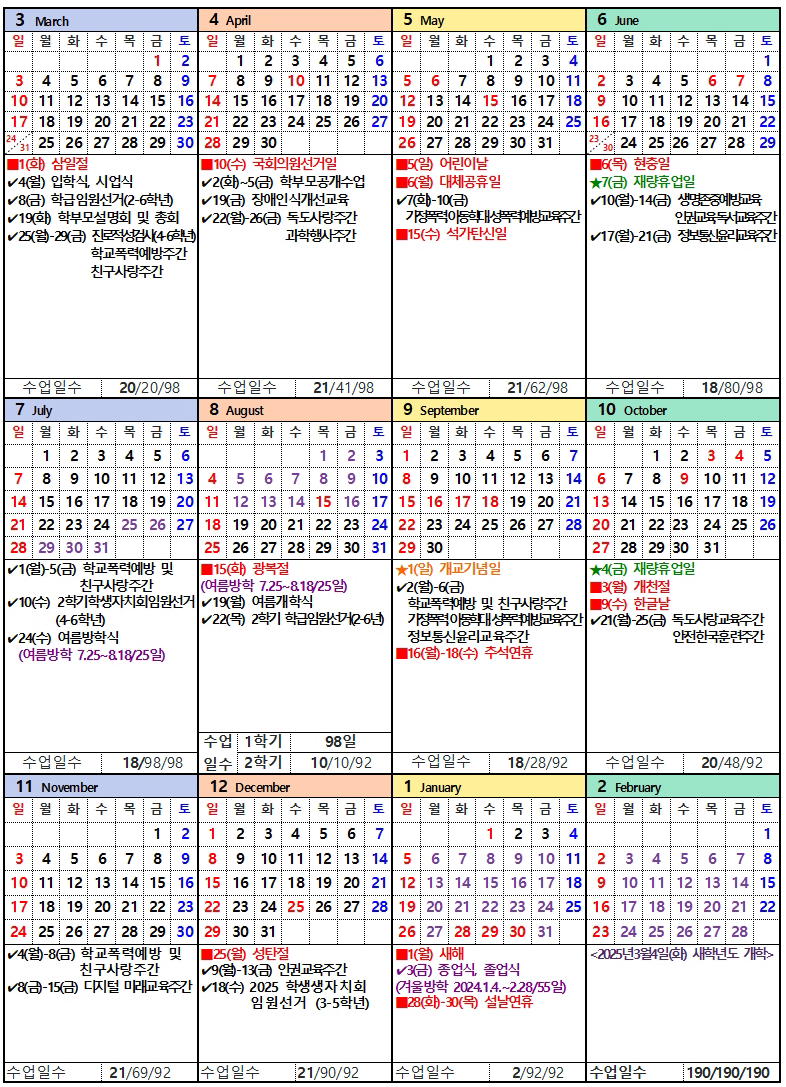 3 March
일 월 화 수 목 금 토
1 2
3 4 5 6 7 8 9
10 11 12 13 14 15 16
17 18 19 20 21 22 23
24/31 25 26 27 28 29 30
■1(화) 삼일절
✔4(월) 입학식, 시업식
✔8(금) 학급임원선거(2-6학년)
✔19(화) 학부모설명회 및 총회
✔25(월)-29(금) 진로적성검사(4-6학년)
학교폭력예방주간
친구사랑주간
수업일수 20/20/98
4 April
일 월 화 수 목 금 토
1 2 3 4 5 6
7 8 9 10 11 12 13
14 15 16 17 18 19 20
21 22 23 24 25 26 27
28 29 30
■10(수) 국회의원선거일
✔2(화)~5(금) 학부모공개수업
✔19(금) 장애인식개선교육
✔22(월)-26(금) 독도사랑주간
과학행사주간
수업일수 21/41/98
5 May
일 월 화 수 목 금 토
1 2 3 4
5 6 7 8 9 10 11
12 13 14 15 16 17 18
19 20 21 22 23 24 25
26 27 28 29 30 31
■5(일) 어린이날
■6(월) 대체공휴일
✔7(화)-10(금)
가정폭력·아동학대·성폭력예방교육주간
■15(수) 석가탄신일
수업일수 21/62/98
6 June
일 월 화 수 목 금 토
1
2 3 4 5 6 7 8
9 10 11 12 13 14 15
16 17 18 19 20 21 22
23/30 24 25 26 27 28 29
■6(목) 현충일
★7(금) 재량휴업일
✔10(월)-14(금) 생명존중예방교육
인권교육·독서교육주간
✔17(월)-21(금) 정보통신윤리교육주간
수업일수 18/80/98
7 July
일 월 화 수 목 금 토
1 2 3 4 5 6
7 8 9 10 11 12 13
14 15 16 17 18 19 20
21 22 23 24 25 26 27
28 29 30 31
✔1(월)-5(금) 학교폭력예방 및
친구사랑주간
✔10(수) 2학기학생자치회임원선거
(4-6학년)
✔24(수) 여름방학식
(여름방학 7.25~8.18/25일)
수업일수 18/98/98
8 August
일 월 화 수 목 금 토
1 2 3
4 5 6 7 8 9 10
11 12 13 14 15 16 17
18 19 20 21 22 23 24
25 26 27 28 29 30 31
■15(화) 광복절
(여름방학 7.25~8.18/25일)
✔19(월) 여름개학식
✔22(목) 2학기 학급임원선거(2-6년)
수업 1학기 98일
일수 2학기 10/10/92
9 September
일 월 화 수 목 금 토
1 2 3 4 5 6 7
8 9 10 11 12 13 14
15 16 17 18 19 20 21
22 23 24 25 26 27 28
29 30
★1(일) 개교기념일
✔2(월)-6(금)
학교폭력예방 및 친구사랑주간
가정폭력·아동학대·성폭력예방교육주간
정보통신윤리교육주간
■16(월)-18(수) 추석연휴
수업일수 18/28/92
10 October
일 월 화 수 목 금 토
1 2 3 4 5
6 7 8 9 10 11 12
13 14 15 16 17 18 19
20 21 22 23 24 25 26
27 28 29 30 31
★4(금) 재량휴업일
■3(월) 개천절
■9(수) 한글날
✔21(월)-25(금) 독도사랑교육주간
안전한국훈련주간
수업일수 20/48/92
11 November
일 월 화 수 목 금 토
1 2
3 4 5 6 7 8 9
10 11 12 13 14 15 16
17 18 19 20 21 22 23
24 25 26 27 28 29 30
✔4(월)-8(금) 학교폭력예방 및
친구사랑주간
✔8(금)-15(금) 디지털 미래교육주간
수업일수 21/69/92
12 December
일 월 화 수 목 금 토
1 2 3 4 5 6 7
8 9 10 11 12 13 14
15 16 17 18 19 20 21
22 23 24 25 26 27 28
29 30 31
■25(월) 성탄절
✔9(월)-13(금) 인권교육주간
✔18(수) 2025 학생생자치회
임원선거 (3-5학년)
수업일수 21/90/92
1 January
일 월 화 수 목 금 토
1 2 3 4
5 6 7 8 9 10 11
12 13 14 15 16 17 18
19 20 21 22 23 24 25
26 27 28 29 30 31
■1(월) 새해
✔3(금) 종업식, 졸업식
(겨울방학 2024.1.4.~2.28/55일)
■28(화)-30(목) 설날연휴
수업일수 2/92/92
2 February
일 월 화 수 목 금 토
1
2 3 4 5 6 7 8
9 10 11 12 13 14 15
16 17 18 19 20 21 22
23 24 25 26 27 28
<2025년3월4일(화) 새학년도 개학>
수업일수 190/190/190